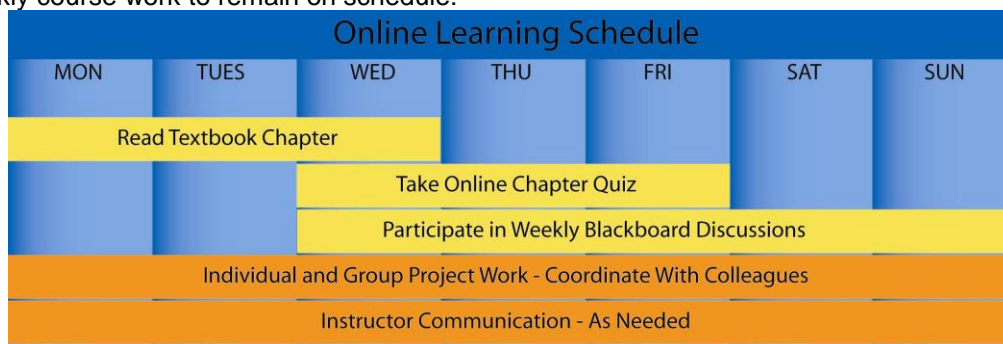 kly course work to remain on schedule.
Online Learning Schedule
MON TUES WED THU FRI SAT SUN
Read Textbook Chapter
Take Online Chapter Quiz
Participate in Weekly Blackboard Discussions
Individual and Group Project Work - Coordinate With Colleagues
Instructor Communication - As Needed